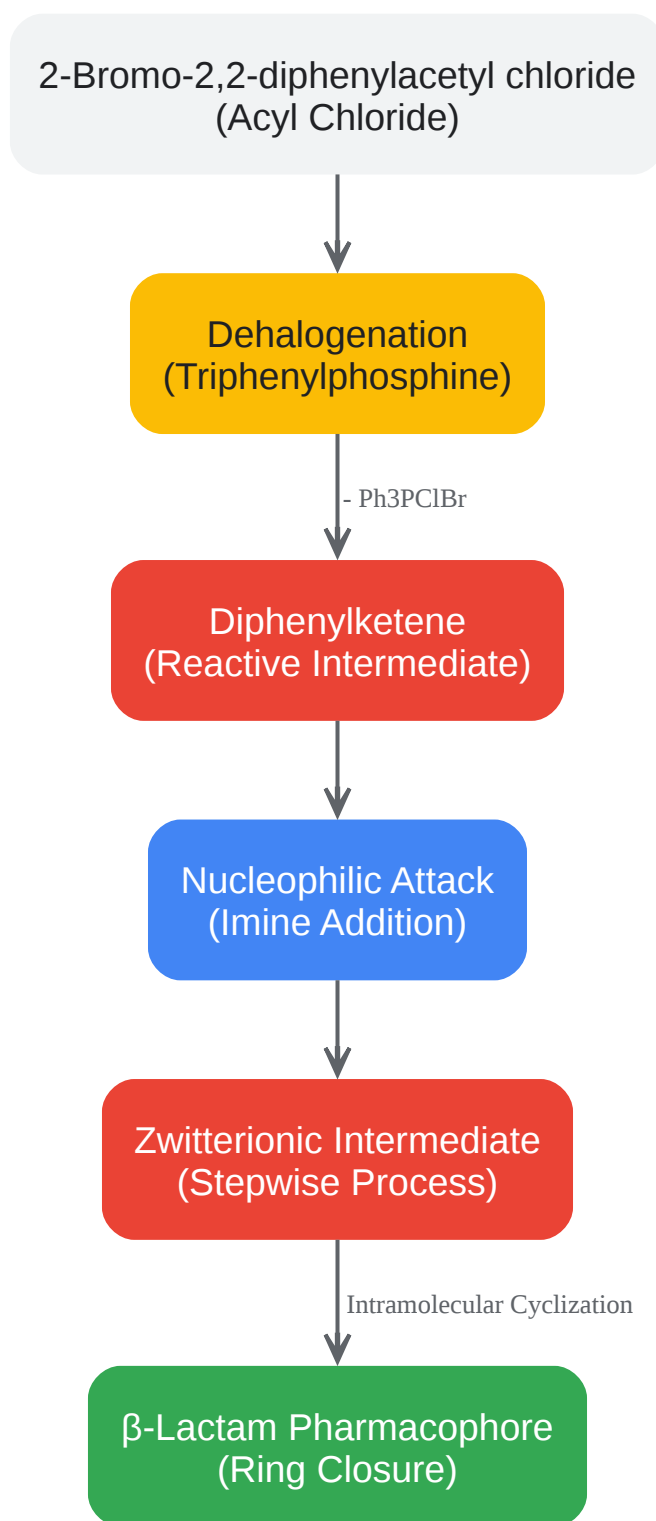 2-Bromo-2,2-diphenylacetyl chloride
(Acyl Chloride)
Dehalogenation
(Triphenylphosphine)
- Ph3PClBr
Diphenylketene
(Reactive Intermediate)
Nucleophilic Attack
(Imine Addition)
Zwitterionic Intermediate
(Stepwise Process)
Intramolecular Cyclization
β-Lactam Pharmacophore
(Ring Closure)